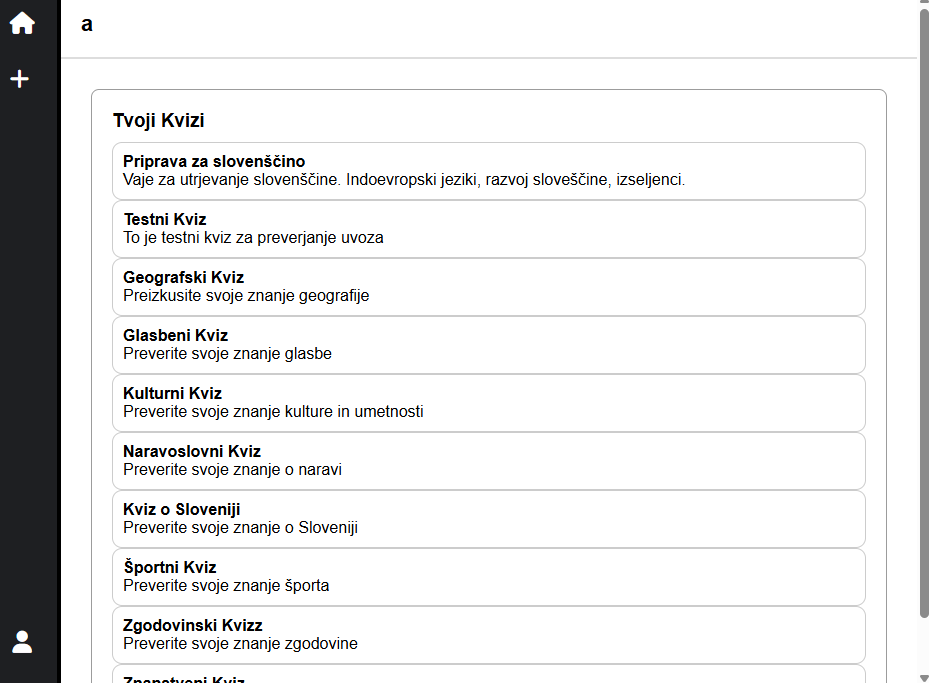 a
Tvoji Kvizi
Priprava za slovenščino
Vaje za utrjevanje slovenščine. Indoevropski jeziki, razvoj sloveščine, izseljenci.
Testni Kviz
To je testni kviz za preverjanje uvoza
Geografski Kviz
Preizkusite svoje znanje geografije
Glasbeni Kviz
Preverite svoje znanje glasbe
Kulturni Kviz
Preverite svoje znanje kulture in umetnosti
Naravoslovni Kviz
Preverite svoje znanje o naravi
Kviz o Sloveniji
Preverite svoje znanje o Sloveniji
Športni Kviz
Preverite svoje znanje športa
Zgodovinski Kvizz
Preverite svoje znanje zgodovine
Znanstveni Kviz